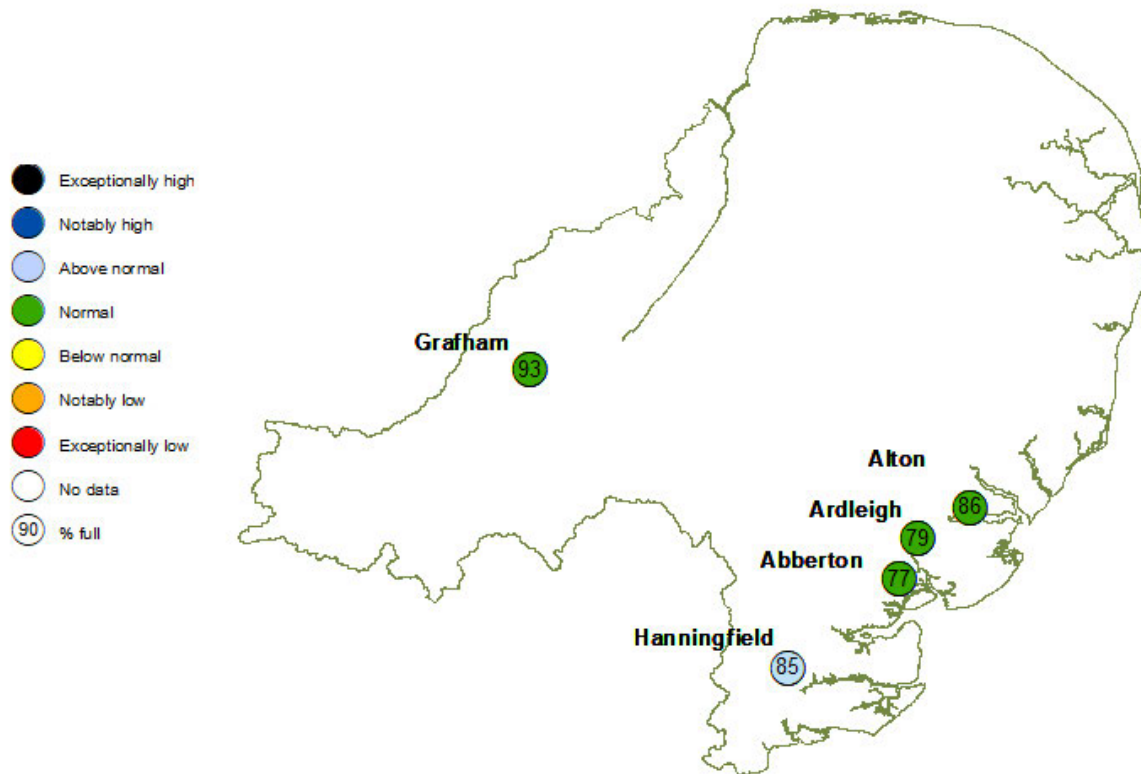 Exceptionally high
Notably high
Above normal
Normal
Below normal
Notably low
Exceptionally low
No data
90 % full
Grafham
93
Alton
86
Ardleigh
79
Abberton
77
Hanningfield
85